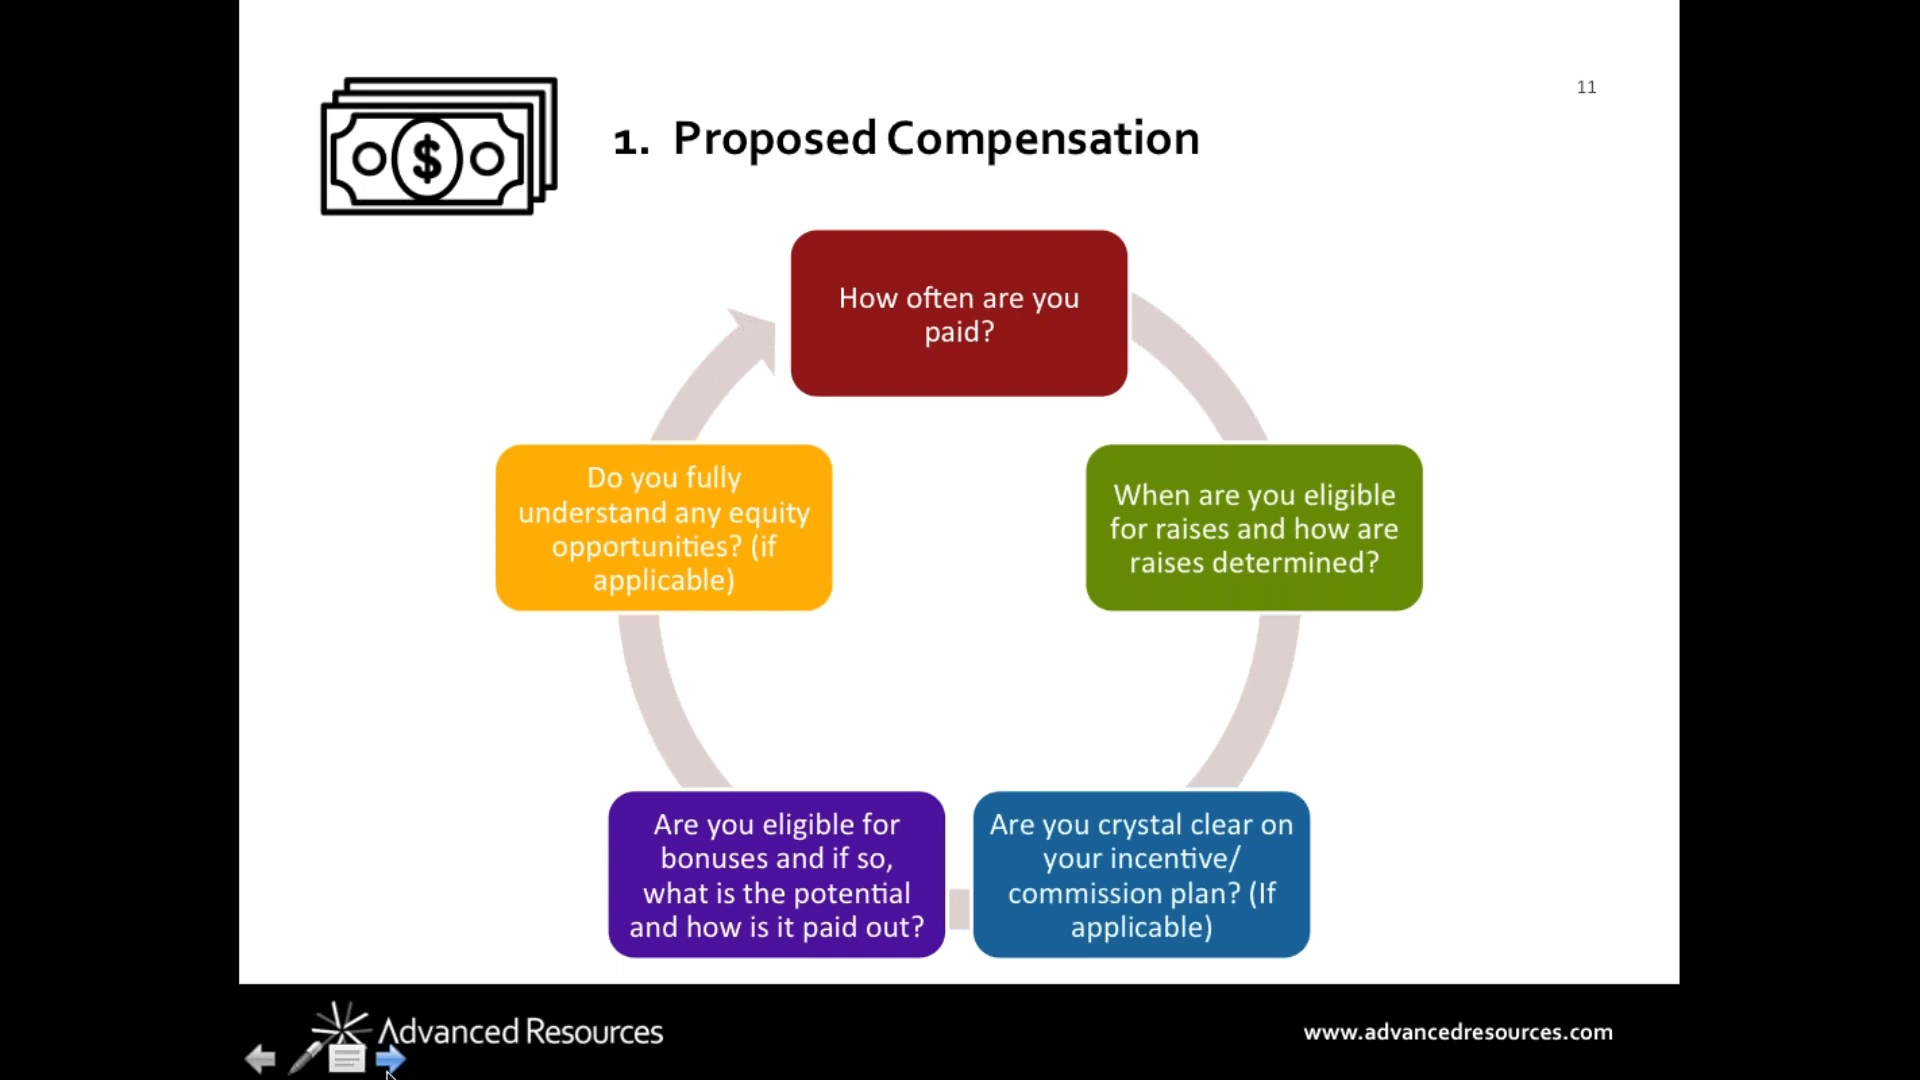 11
$
1. Proposed Compensation
How often are you
paid?
When are you eligible
for raises and how are
raises determined?
Are you crystal clear on
your incentive/
commission plan? (If
applicable)
Are you eligible for
bonuses and if so,
what is the potential
and how is it paid out?
Do you fully
understand any equity
opportunities? (if
applicable)
Advanced Resources
www.advancedresources.com